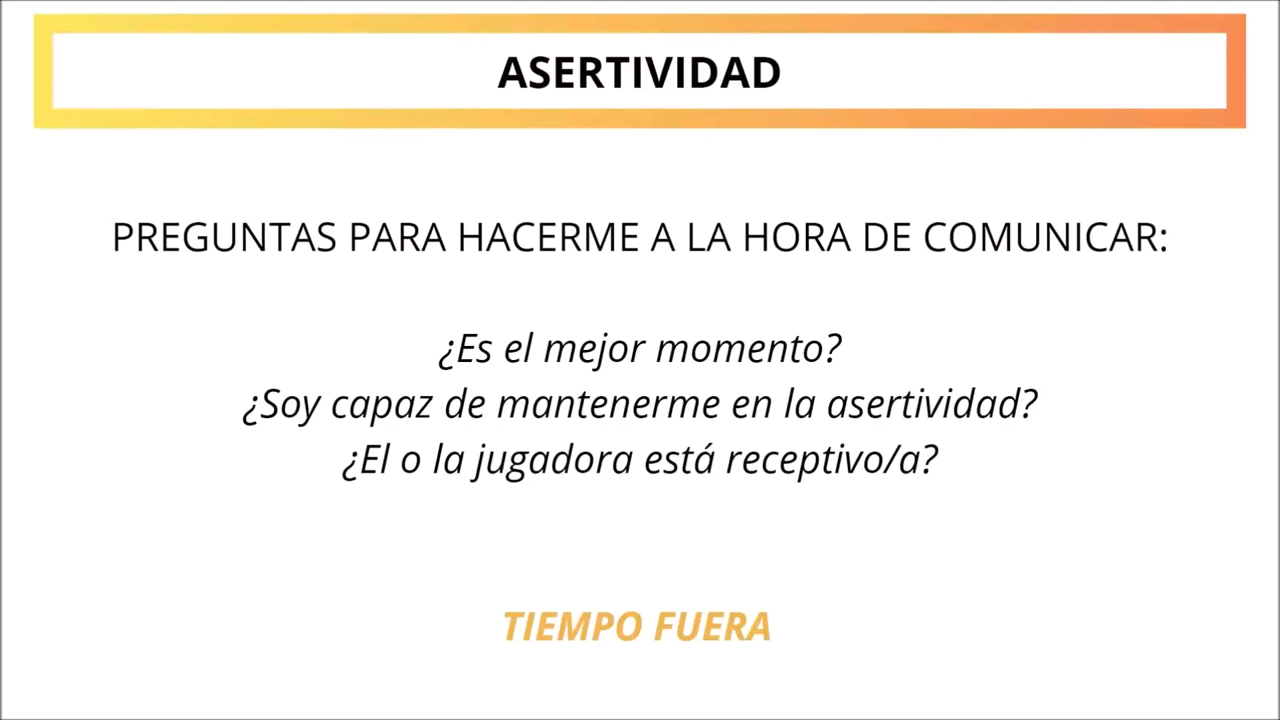 ASERTIVIDAD
PREGUNTAS PARA HACERME A LA HORA DE COMUNICAR:
¿Es el mejor momento?
¿Soy capaz de mantenerme en la asertividad?
¿El o la jugadora está receptivo/a?
TIEMPO FUERA